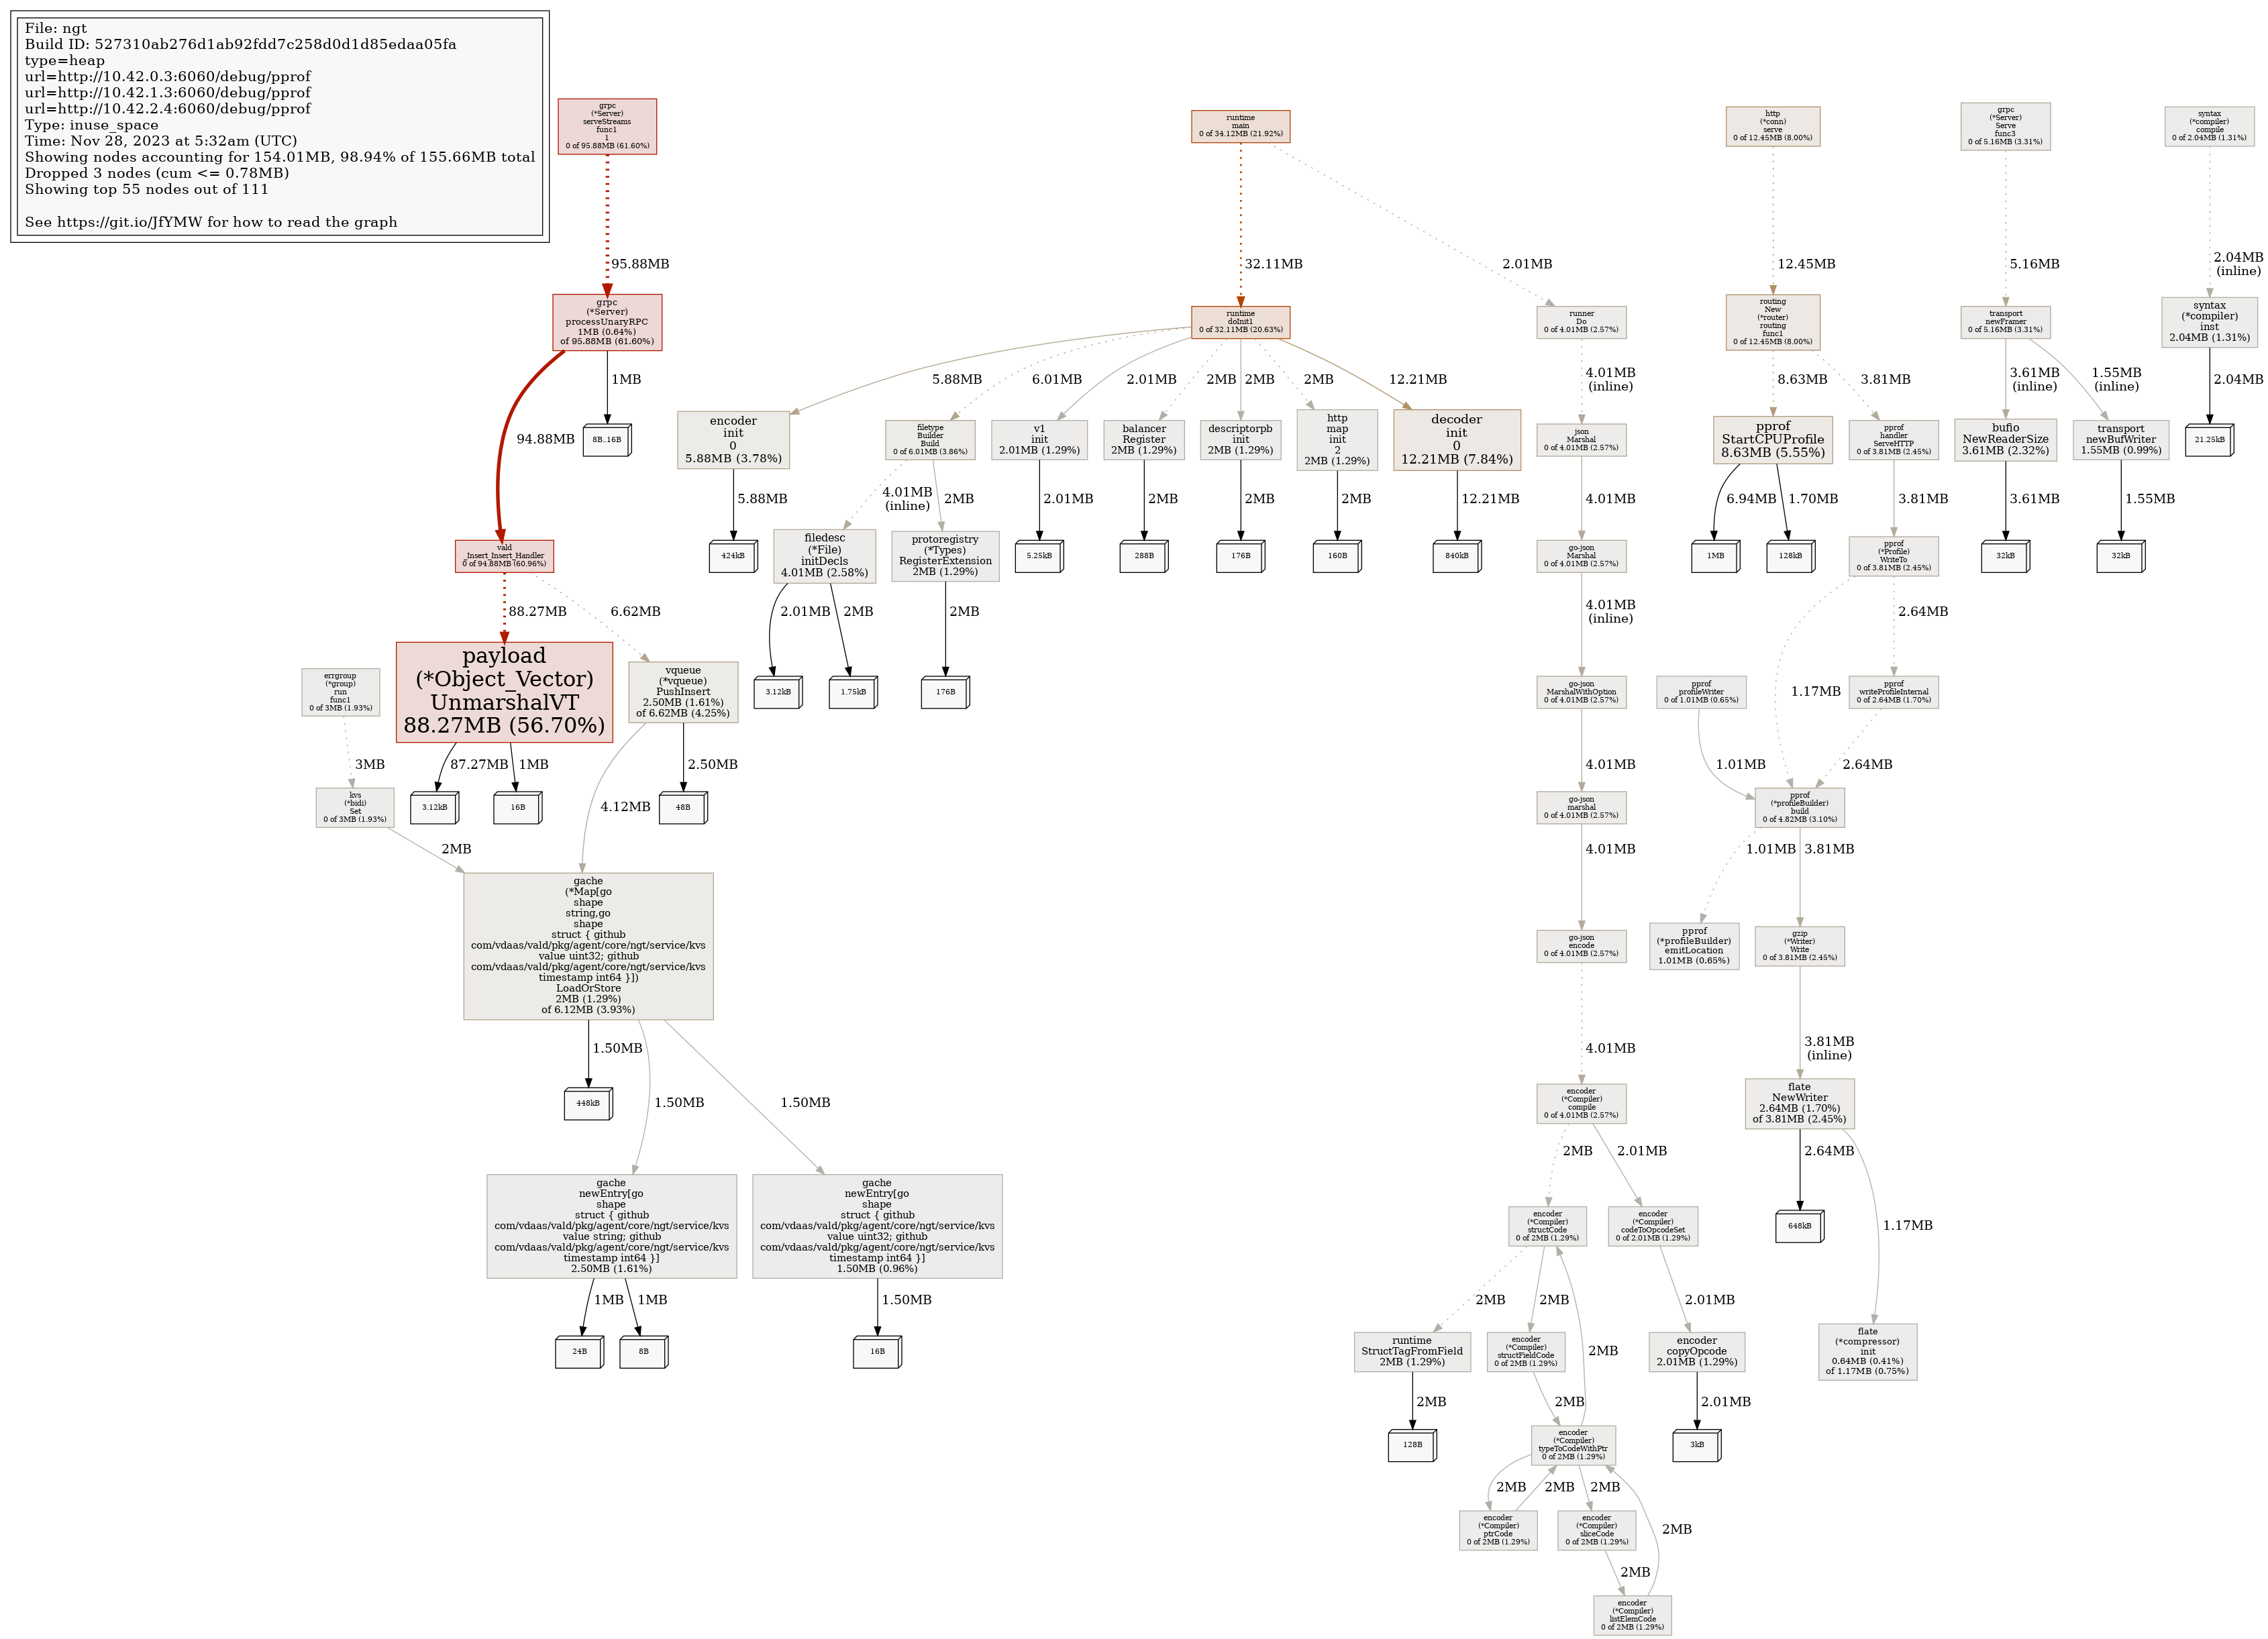 File: ngt
Build ID: 527310ab276d1ab92fdd7c258d0d1d85edaa05fa
type=heap
url=http://10.42.0.3:6060/debug/pprof
url=http://10.42.1.3:6060/debug/pprof
url=http://10.42.2.4:6060/debug/pprof
Type: inuse_space
Time: Nov 28, 2023 at 5:32am (UTC)
Showing nodes accounting for 154.01MB, 98.94% of 155.66MB total
Dropped 3 nodes (cum <= 0.78MB)
Showing top 55 nodes out of 111
See https://git.io/JfYMW for how to read the graph
grpc
(*Server)
serveStreams
func1
1
0 of 95.88MB (61.60%)
95.88MB
grpc
(*Server)
processUnaryRPC
1MB (0.64%)
of 95.88MB (61.60%)
94.88MB
1MB
8B..16B
vald
_Insert_Insert_Handler
0 of 94.88MB (60.96%)
88.27MB
6.62MB
payload
(*Object_Vector)
UnmarshalVT
88.27MB (56.70%)
87.27MB
1MB
3.12kB
16B
vqueue
(*vqueue)
PushInsert
2.50MB (1.61%)
of 6.62MB (4.25%)
4.12MB
2.50MB
48B
errgroup
(*group)
run
func1
0 of 3MB (1.93%)
3MB
kvs
(*bidi)
Set
0 of 3MB (1.93%)
2MB
gache
(*Map[go
shape
string,go
shape
struct { github
com/vdaas/vald/pkg/agent/core/ngt/service/kvs
value uint32; github
com/vdaas/vald/pkg/agent/core/ngt/service/kvs
timestamp int64 }])
LoadOrStore
2MB (1.29%)
of 6.12MB (3.93%)
1.50MB
448kB
1.50MB
1.50MB
gache
newEntry[go
shape
struct { github
com/vdaas/vald/pkg/agent/core/ngt/service/kvs
value string; github
com/vdaas/vald/pkg/agent/core/ngt/service/kvs
timestamp int64 }]
2.50MB (1.61%)
1MB
1MB
24B
8B
gache
newEntry[go
shape
struct { github
com/vdaas/vald/pkg/agent/core/ngt/service/kvs
value uint32; github
com/vdaas/vald/pkg/agent/core/ngt/service/kvs
timestamp int64 }]
1.50MB (0.96%)
1.50MB
16B
runtime
main
0 of 34.12MB (21.92%)
32.11MB
2.01MB
runtime
doInit1
0 of 32.11MB (20.63%)
5.88MB
6.01MB
2.01MB
2MB
2MB
2MB
12.21MB
encoder
init
0
5.88MB (3.78%)
5.88MB
424kB
filetype
Builder
Build
0 of 6.01MB (3.86%)
4.01MB
(inline)
2MB
filedesc
(*File)
initDecls
4.01MB (2.58%)
2.01MB
2MB
3.12kB
1.75kB
protoregistry
(*Types)
RegisterExtension
2MB (1.29%)
2MB
176B
v1
init
2.01MB (1.29%)
2.01MB
5.25kB
balancer
Register
2MB (1.29%)
2MB
288B
descriptorpb
init
2MB (1.29%)
2MB
176B
http
map
init
2
2MB (1.29%)
2MB
160B
decoder
init
0
12.21MB (7.84%)
12.21MB
840kB
runner
Do
0 of 4.01MB (2.57%)
4.01MB
(inline)
json
Marshal
0 of 4.01MB (2.57%)
4.01MB
go-json
Marshal
0 of 4.01MB (2.57%)
4.01MB
(inline)
go-json
MarshalWithOption
0 of 4.01MB (2.57%)
4.01MB
go-json
marshal
0 of 4.01MB (2.57%)
4.01MB
go-json
encode
0 of 4.01MB (2.57%)
4.01MB
encoder
(*Compiler)
compile
0 of 4.01MB (2.57%)
2MB
2.01MB
encoder
(*Compiler)
structCode
0 of 2MB (1.29%)
encoder
(*Compiler)
codeToOpcodeSet
0 of 2.01MB (1.29%)
2MB
2MB
2MB
2.01MB
runtime
StructTagFromField
2MB (1.29%)
2MB
128B
encoder
(*Compiler)
structFieldCode
0 of 2MB (1.29%)
2MB
encoder
copyOpcode
2.01MB (1.29%)
2.01MB
3kB
encoder
(*Compiler)
typeToCodeWithPtr
0 of 2MB (1.29%)
2MB
2MB
2MB
2MB
encoder
(*Compiler)
ptrCode
0 of 2MB (1.29%)
encoder
(*Compiler)
sliceCode
0 of 2MB (1.29%)
2MB
encoder
(*Compiler)
listElemCode
0 of 2MB (1.29%)
http
(*conn)
serve
0 of 12.45MB (8.00%)
12.45MB
routing
New
(*router)
routing
func1
0 of 12.45MB (8.00%)
8.63MB
3.81MB
pprof
StartCPUProfile
8.63MB (5.55%)
6.94MB
1.70MB
1MB
128kB
pprof
handler
ServeHTTP
0 of 3.81MB (2.45%)
3.81MB
pprof
(*Profile)
WriteTo
0 of 3.81MB (2.45%)
1.17MB
2.64MB
pprof
profileWriter
0 of 1.01MB (0.65%)
1.01MB
pprof
writeProfileInternal
0 of 2.64MB (1.70%)
2.64MB
pprof
(*profileBuilder)
build
0 of 4.82MB (3.10%)
1.01MB
3.81MB
pprof
(*profileBuilder)
emitLocation
1.01MB (0.65%)
gzip
(*Writer)
Write
0 of 3.81MB (2.45%)
3.81MB
(inline)
flate
NewWriter
2.64MB (1.70%)
of 3.81MB (2.45%)
2.64MB
648kB
1.17MB
flate
(*compressor)
init
0.64MB (0.41%)
of 1.17MB (0.75%)
grpc
(*Server)
Serve
func3
0 of 5.16MB (3.31%)
5.16MB
transport
newFramer
0 of 5.16MB (3.31%)
3.61MB
(inline)
1.55MB
(inline)
bufio
NewReaderSize
3.61MB (2.32%)
3.61MB
32kB
transport
newBufWriter
1.55MB (0.99%)
1.55MB
32kB
syntax
(*compiler)
compile
0 of 2.04MB (1.31%)
2.04MB
(inline)
syntax
(*compiler)
inst
2.04MB (1.31%)
2.04MB
21.25kB